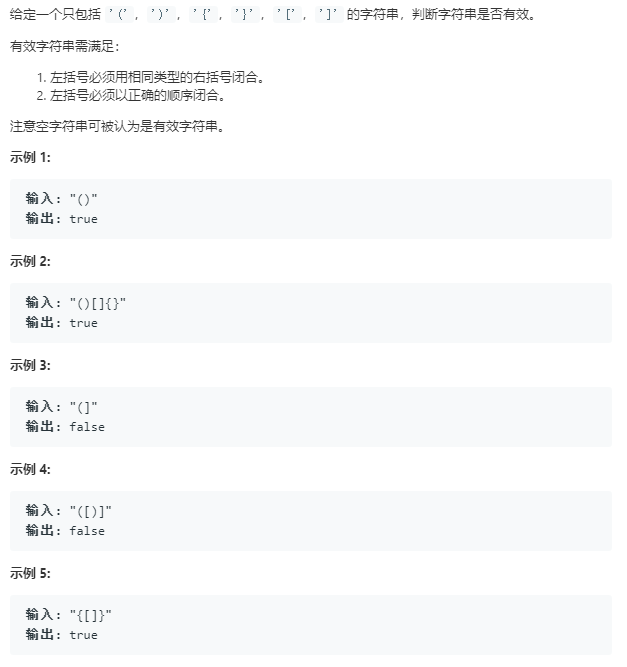 给定一个只包括 '('，')'，'{'，'}'，'['，']' 的字符串，判断字符串是否有效。
有效字符串需满足：
1. 左括号必须用相同类型的右括号闭合。
2. 左括号必须以正确的顺序闭合。
注意空字符串可被认为是有效字符串。
示例 1:
输入: "()"
输出: true
示例 2:
输入: "()[]{}"
输出: true
示例 3:
输入: "(]"
输出: false
示例 4:
输入: "([)]"
输出: false
示例 5:
输入: "{[]}"
输出: true